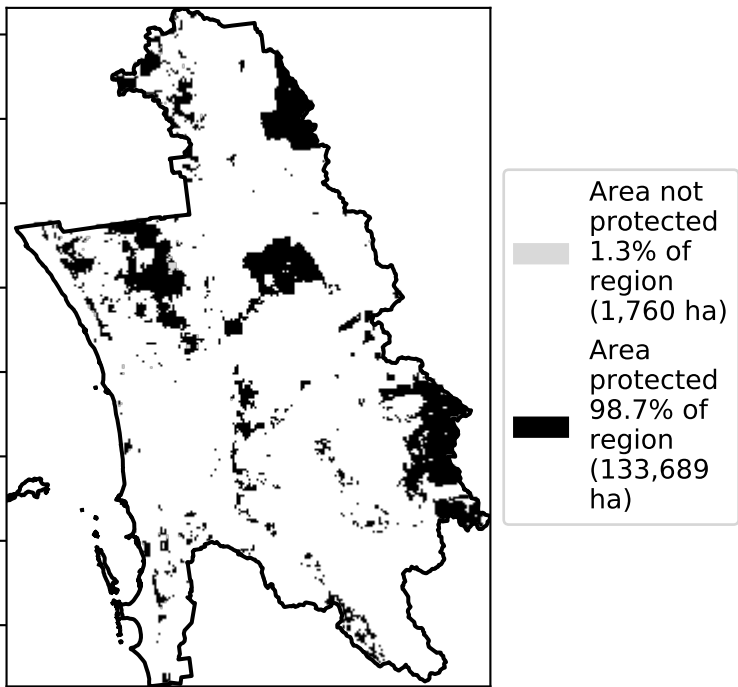 Area not
protected
1.3% of
region
(1,760 ha)
Area
protected
98.7% of
region
(133,689
ha)